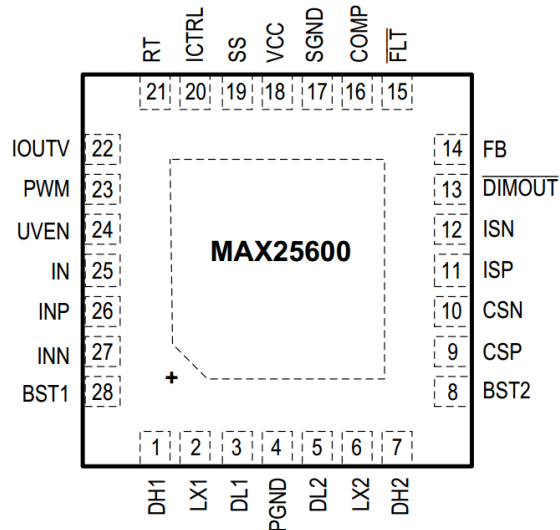 RT
ICTRL
SS
VCC
SGND
COMP
FLT
21 20 19 18 17 16 15
IOUTV 22
PWM 23
UVEN 24
IN 25
INP 26
INN 27
BST1 28
MAX25600
+
14 FB
13 DIMOUT
12 ISN
11 ISP
10 CSN
9 CSP
8 BST2
1 2 3 4 5 6 7
DH1
LX1
DL1
PGND
DL2
LX2
DH2